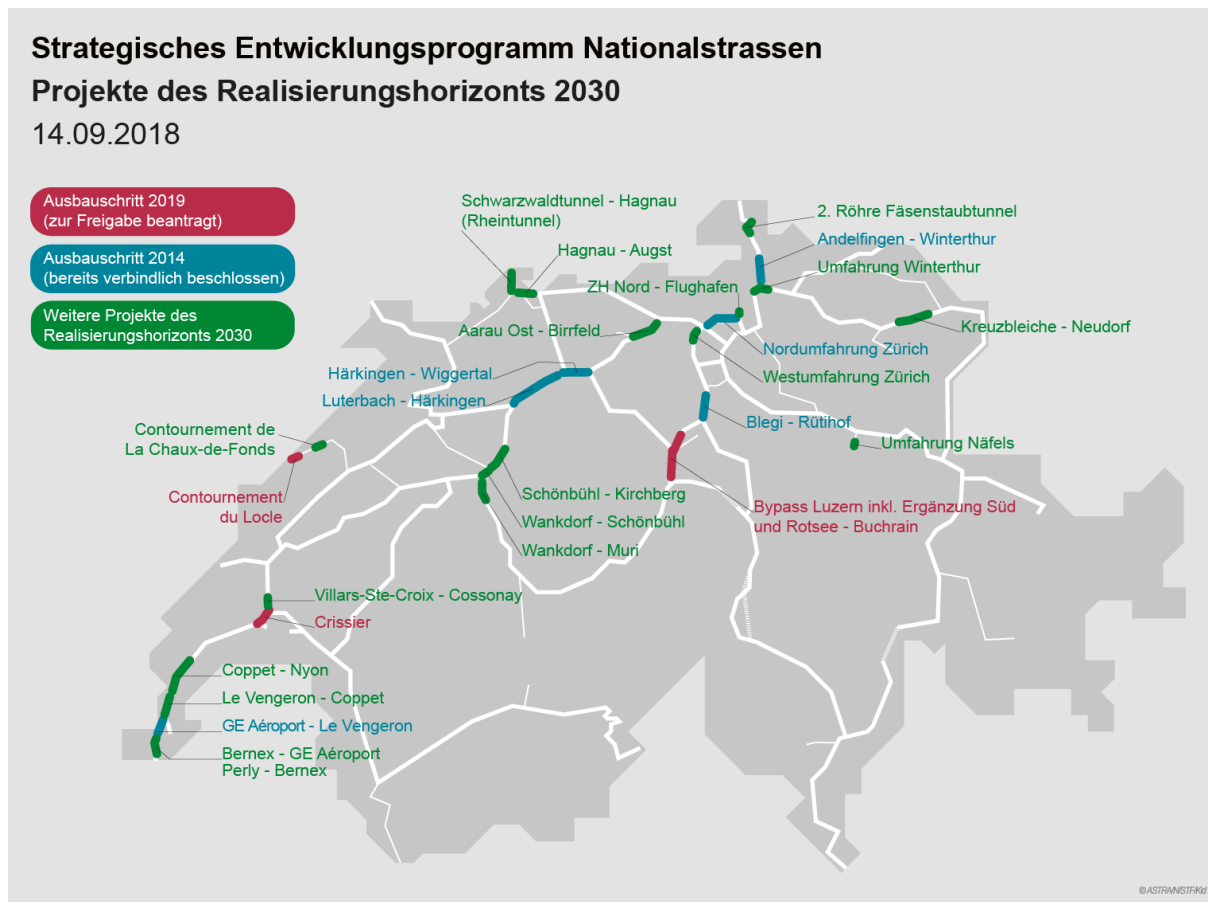 Strategisches Entwicklungsprogramm Nationalstrassen
Projekte des Realisierungshorizonts 2030
14.09.2018
Ausbauschritt 2019
(zur Freigabe beantragt)
Ausbauschritt 2014
(bereits verbindlich beschlossen)
Weitere Projekte des
Realisierungshorizonts 2030
Schwarzwaldtunnel - Hagnau
(Rheintunnel)
Hagnau - Augst
2. Röhre Fäsenstaubtunnel
Andelfingen - Winterthur
Umfahrung Winterthur
ZH Nord - Flughafen
Aarau Ost - Birrfeld
Kreuzbleiche - Neudorf
Nordumfahrung Zürich
Westumfahrung Zürich
Härkingen - Wiggertal
Luterbach - Härkingen
Blegi - Rütihof
Contournement de
La Chaux-de-Fonds
Umfahrung Näfels
Contournement
du Locle
Schönbühl - Kirchberg
Wankdorf - Schönbühl
Wankdorf - Muri
Bypass Luzern inkl. Ergänzung Süd
und Rotsee - Buchrain
Villars-Ste-Croix - Cossonay
Crissier
Coppet - Nyon
Le Vengeron - Coppet
GE Aéroport - Le Vengeron
Bernex - GE Aéroport
Perly - Bernex
© ASTRA/N/STF/Kid